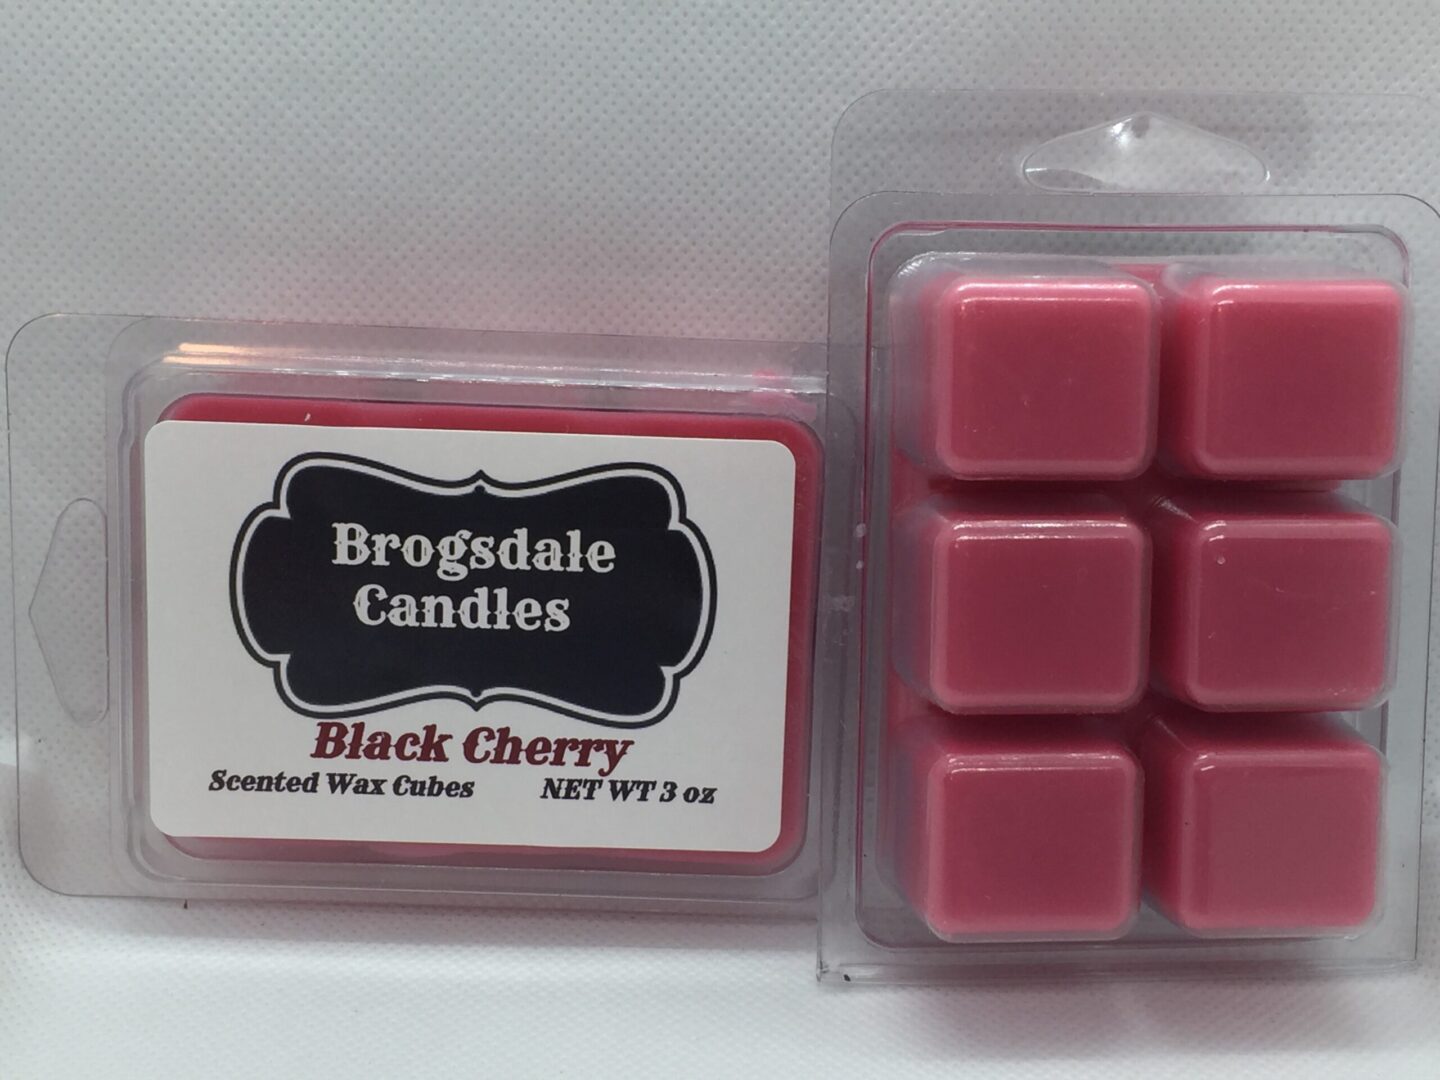 Brogsdale
Candles
Black Cherry
Scented Wax Cubes NET WT 3 oz